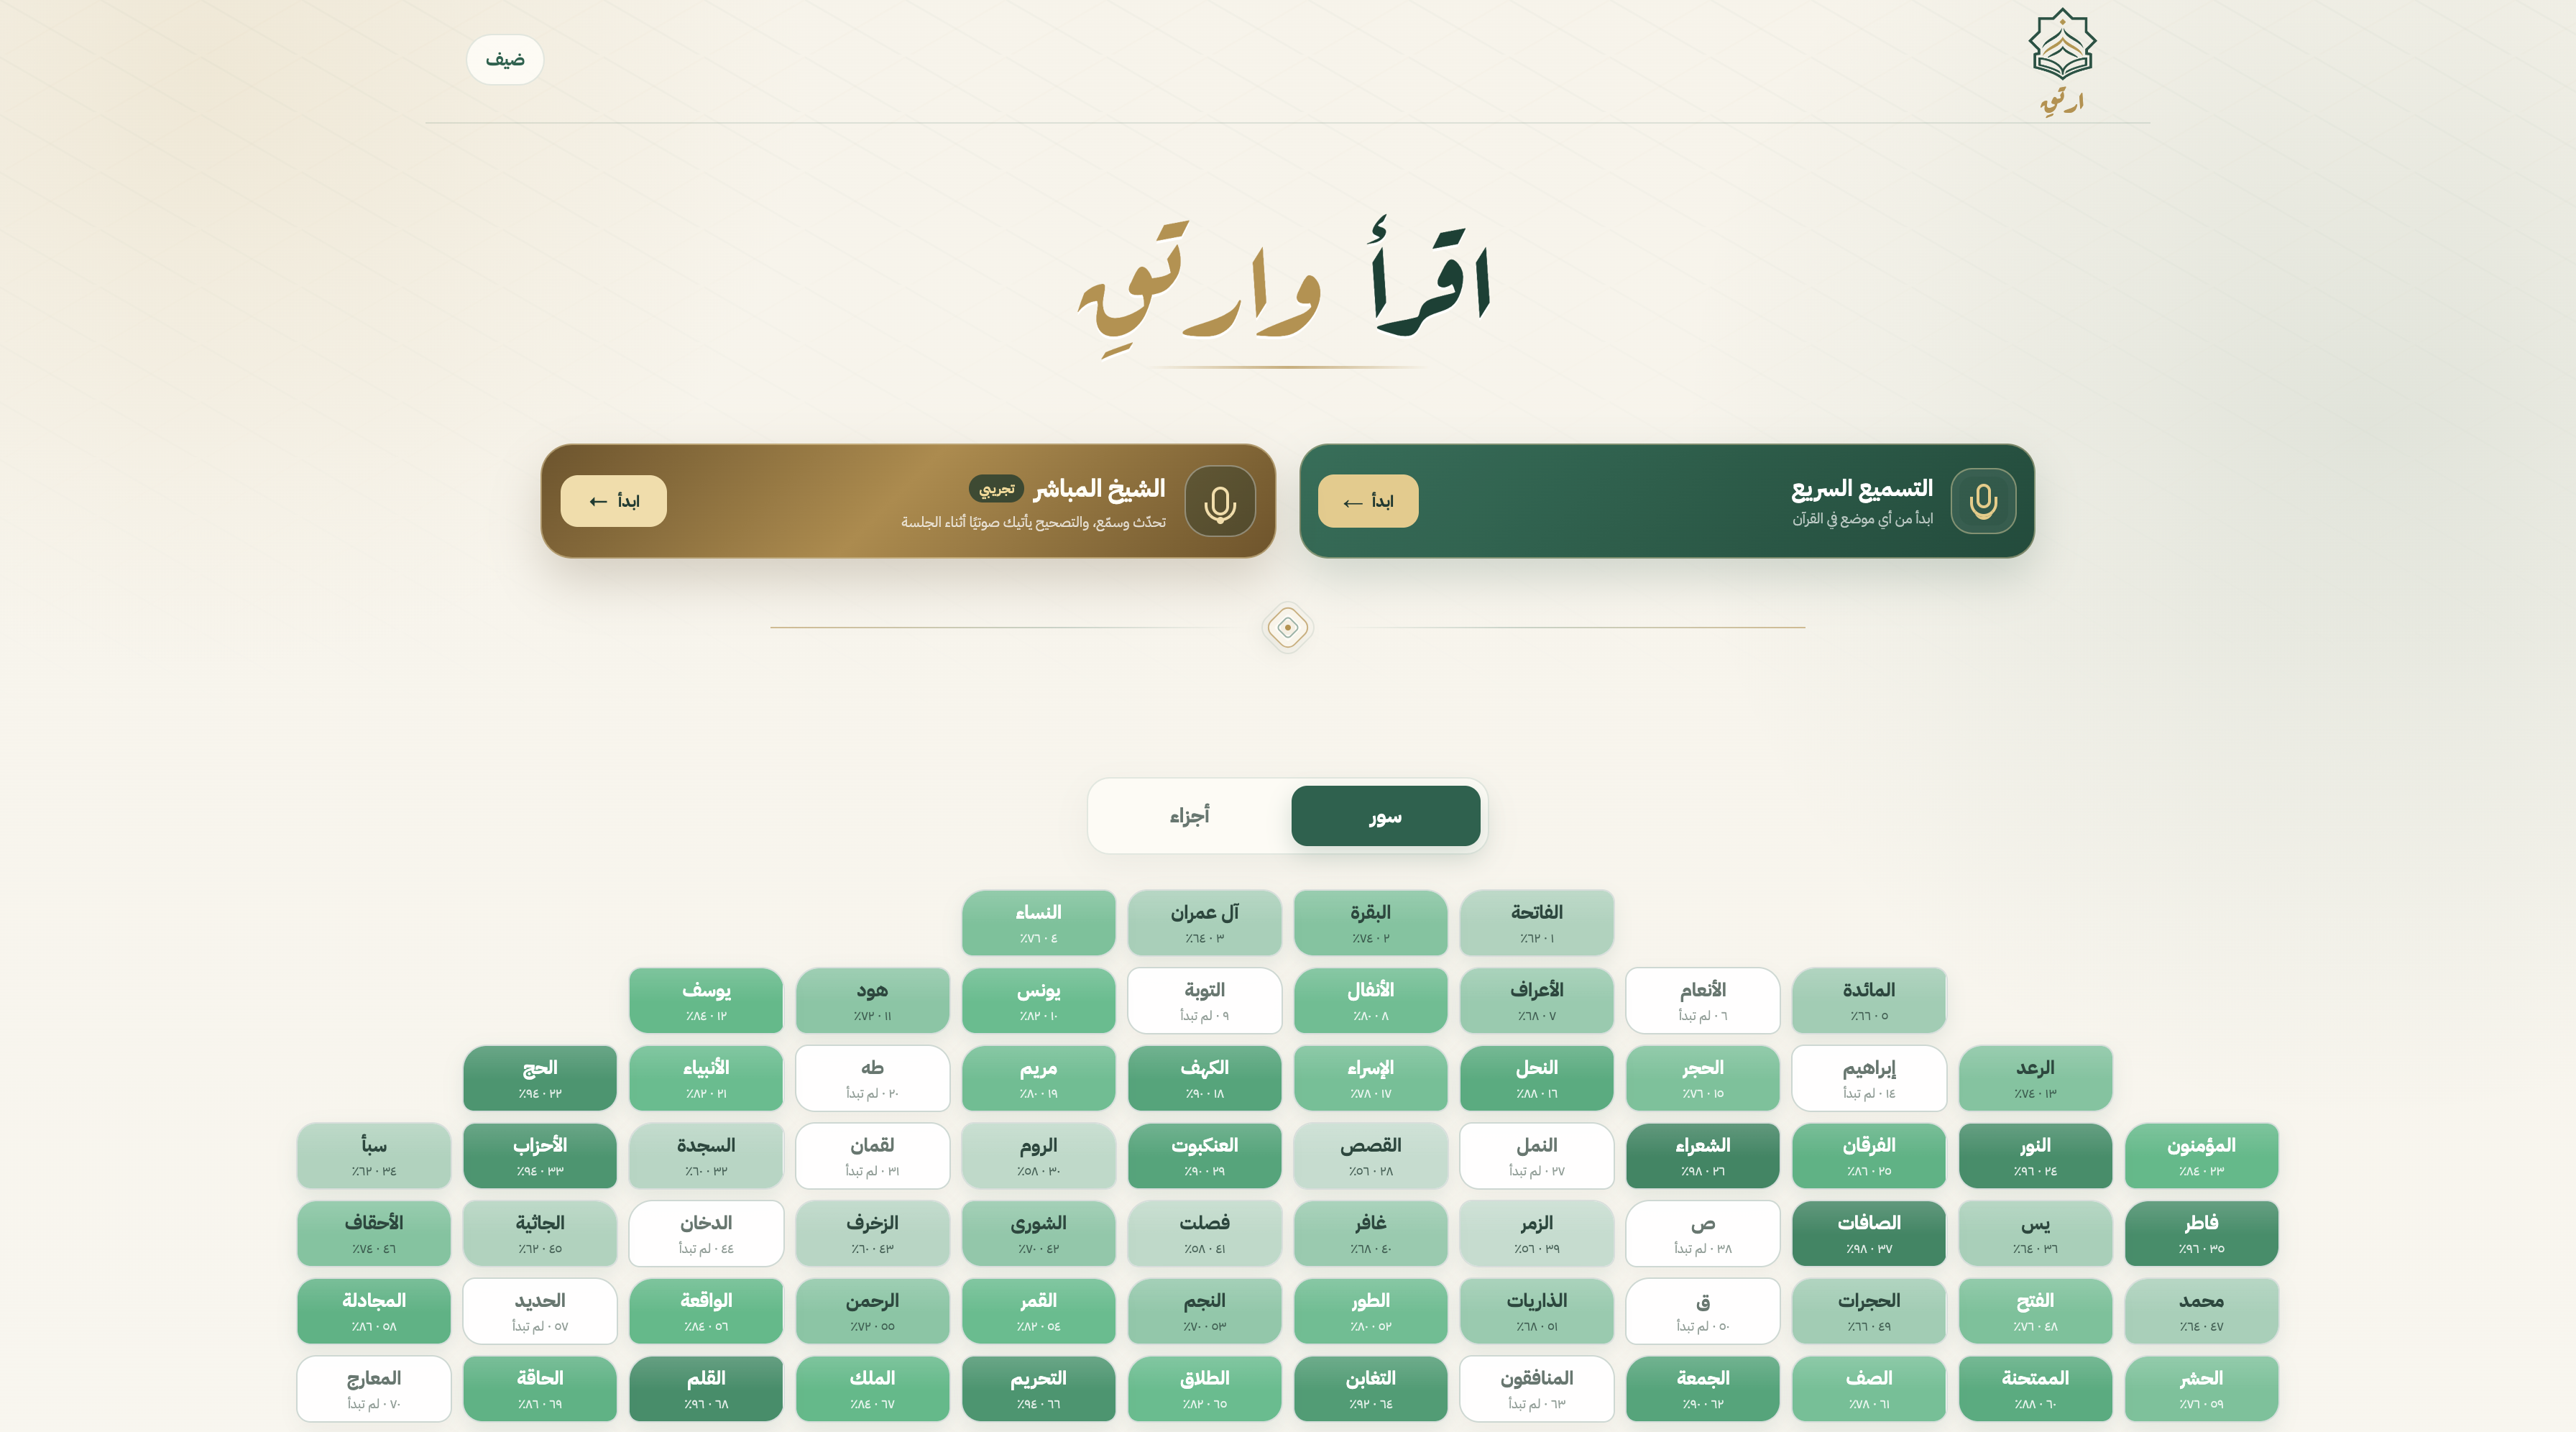 ارتقِ
ضيف
اقرأ وارتقِ
التسميع السريع
ابدأ من أي موضع في القرآن
ابدأ ←
الشيخ المباشر تجريبي
تحدّث وسمّع، والتصحيح يأتيك صوتيًا أثناء الجلسة
ابدأ ←
سور
أجزاء
الفاتحة
١ · ٦٢٪
البقرة
٢ · ٧٤٪
آل عمران
٣ · ٦٤٪
النساء
٤ · ٧٦٪
المائدة
٥ · ٦٦٪
الأنعام
٦ · لم تبدأ
الأعراف
٧ · ٦٨٪
الأنفال
٨ · ٨٠٪
التوبة
٩ · لم تبدأ
يونس
١٠ · ٨٢٪
هود
١١ · ٧٢٪
يوسف
١٢ · ٨٤٪
الرعد
١٣ · ٧٤٪
إبراهيم
١٤ · لم تبدأ
الحجر
١٥ · ٧٦٪
النحل
١٦ · ٨٨٪
الإسراء
١٧ · ٧٨٪
الكهف
١٨ · ٩٠٪
مريم
١٩ · ٨٠٪
طه
٢٠ · لم تبدأ
الأنبياء
٢١ · ٨٢٪
الحج
٢٢ · ٩٤٪
المؤمنون
٢٣ · ٨٤٪
النور
٢٤ · ٩٦٪
الفرقان
٢٥ · ٨٦٪
الشعراء
٢٦ · ٩٨٪
النمل
٢٧ · لم تبدأ
القصص
٢٨ · ٥٦٪
العنكبوت
٢٩ · ٩٠٪
الروم
٣٠ · ٥٨٪
لقمان
٣١ · لم تبدأ
السجدة
٣٢ · ٦٠٪
الأحزاب
٣٣ · ٩٤٪
سبأ
٣٤ · ٦٢٪
فاطر
٣٥ · ٩٦٪
يس
٣٦ · ٦٤٪
الصافات
٣٧ · ٩٨٪
ص
٣٨ · لم تبدأ
الزمر
٣٩ · ٥٦٪
غافر
٤٠ · ٦٨٪
فصلت
٤١ · ٥٨٪
الشورى
٤٢ · ٧٠٪
الزخرف
٤٣ · ٦٠٪
الدخان
٤٤ · لم تبدأ
الجاثية
٤٥ · ٦٢٪
الأحقاف
٤٦ · ٧٤٪
محمد
٤٧ · ٦٤٪
الفتح
٤٨ · ٧٦٪
الحجرات
٤٩ · ٦٦٪
ق
٥٠ · لم تبدأ
الذاريات
٥١ · ٦٨٪
الطور
٥٢ · ٨٠٪
النجم
٥٣ · ٧٠٪
القمر
٥٤ · ٨٢٪
الرحمن
٥٥ · ٧٢٪
الواقعة
٥٦ · ٨٤٪
الحديد
٥٧ · لم تبدأ
المجادلة
٥٨ · ٨٦٪
الحشر
٥٩ · ٧٦٪
الممتحنة
٦٠ · ٨٨٪
الصف
٦١ · ٧٨٪
الجمعة
٦٢ · ٩٠٪
المنافقون
٦٣ · لم تبدأ
التغابن
٦٤ · ٩٢٪
الطلاق
٦٥ · ٨٢٪
التحريم
٦٦ · ٩٤٪
الملك
٦٧ · ٨٤٪
القلم
٦٨ · ٩٦٪
الحاقة
٦٩ · ٨٦٪
المعارج
٧٠ · لم تبدأ